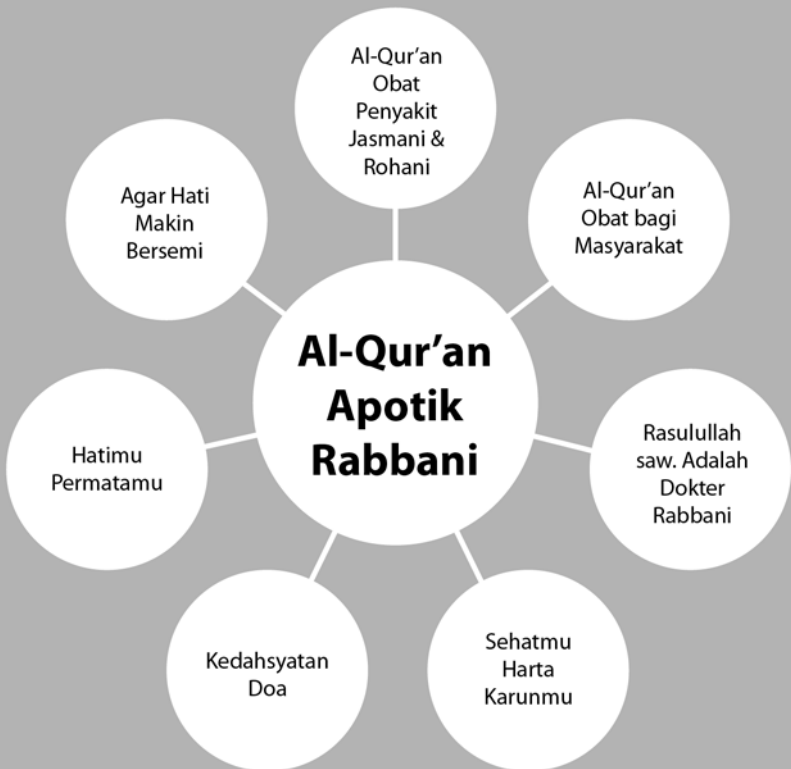 Al-Qur’an
Obat
Penyakit
Jasmani &
Rohani
Al-Qur’an
Obat bagi
Masyarakat
Rasulullah
saw. Adalah
Dokter
Rabbani
Sehatmu
Harta
Karunmu
Kedahsyatan
Doa
Hatimu
Permatamu
Agar Hati
Makin
Bersemi
Al-Qur’an
Apotik
Rabbani